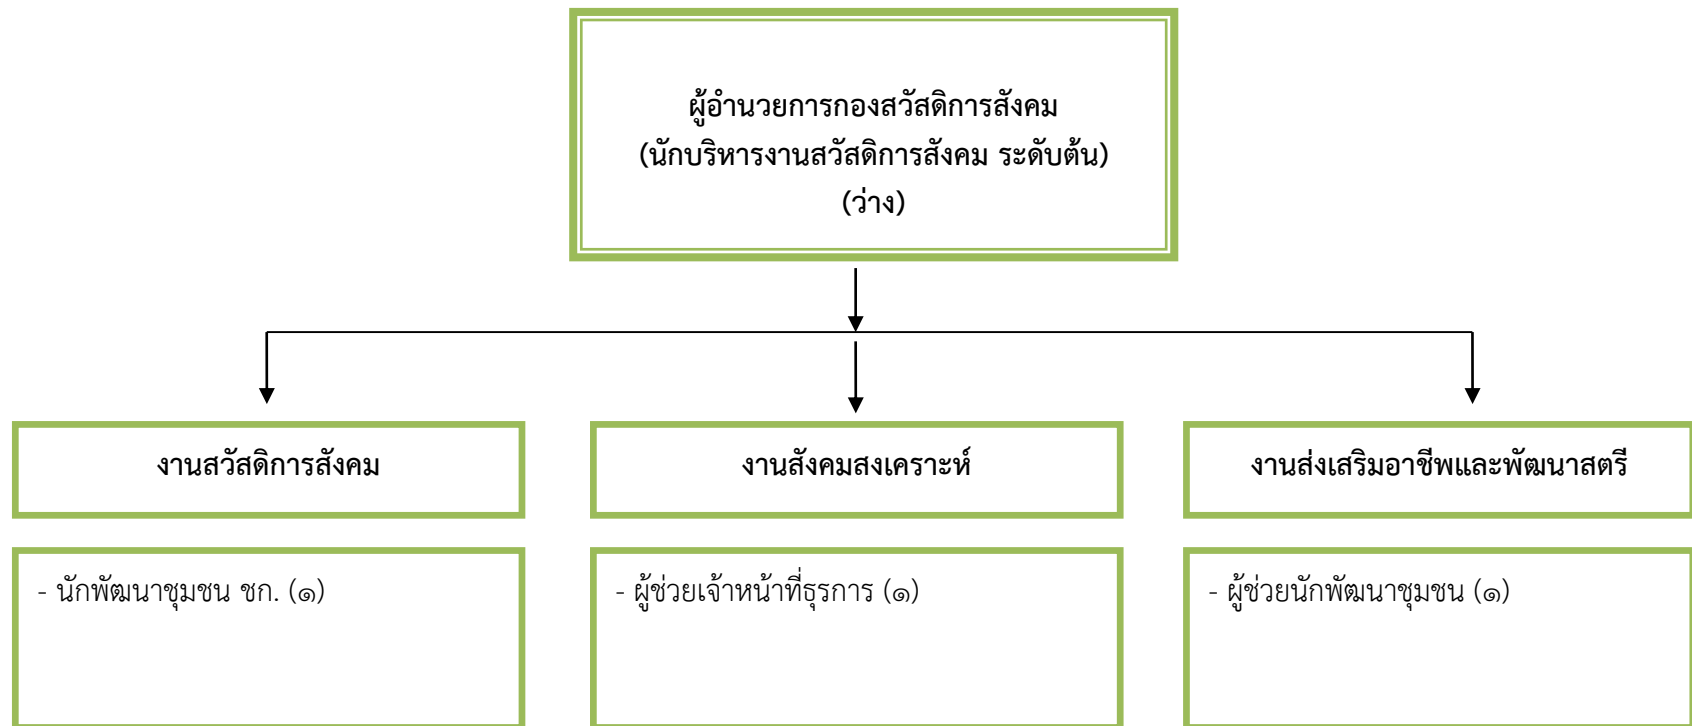 ผู้อำนวยการกองสวัสดิการสังคม
(นักบริหารงานสวัสดิการสังคม ระดับต้น)
(ว่าง)
งานสวัสดิการสังคม
งานสังคมสงเคราะห์
งานส่งเสริมอาชีพและพัฒนาสตรี
- นักพัฒนาชุมชน ชก. (๑)
- ผู้ช่วยเจ้าหน้าที่ธุรการ (๑)
- ผู้ช่วยนักพัฒนาชุมชน (๑)